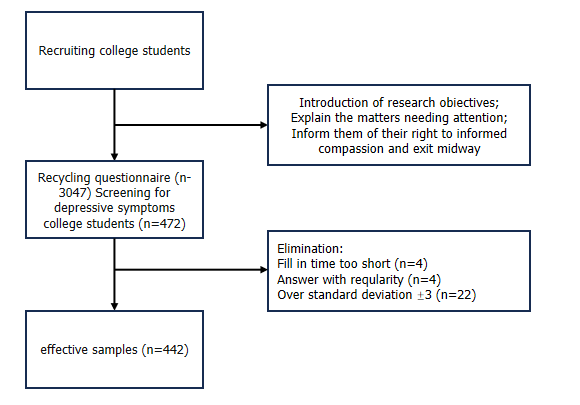 Recruiting college students
Introduction of research obiectives;
Explain the matters needing attention;
Inform them of their right to informed
compassion and exit midway
Recycling questionnaire (n-
3047) Screening for
depressive symptoms
college students (n=472)
Elimination:
Fill in time too short (n=4)
Answer with reqularity (n=4)
Over standard deviation ±3 (n=22)
effective samples (n=442)